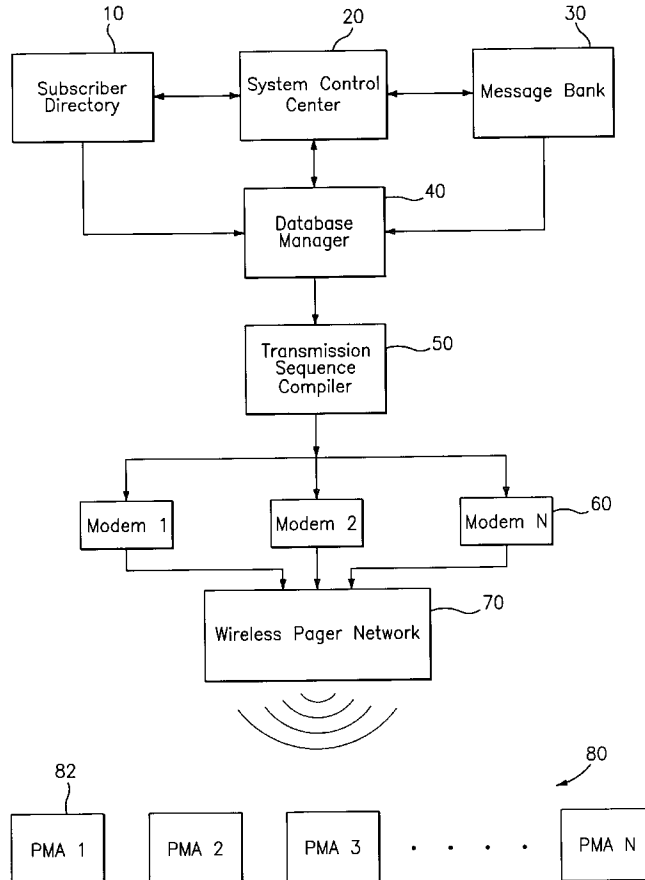 10
20
30
Subscriber
Directory
System Control
Center
Message Bank
40
Database
Manager
50
Transmission
Sequence
Compiler
60
Modem 1
Modem 2
Modem N
70
Wireless Pager Network
80
82
PMA 1
PMA 2
PMA 3
. . . .
PMA N